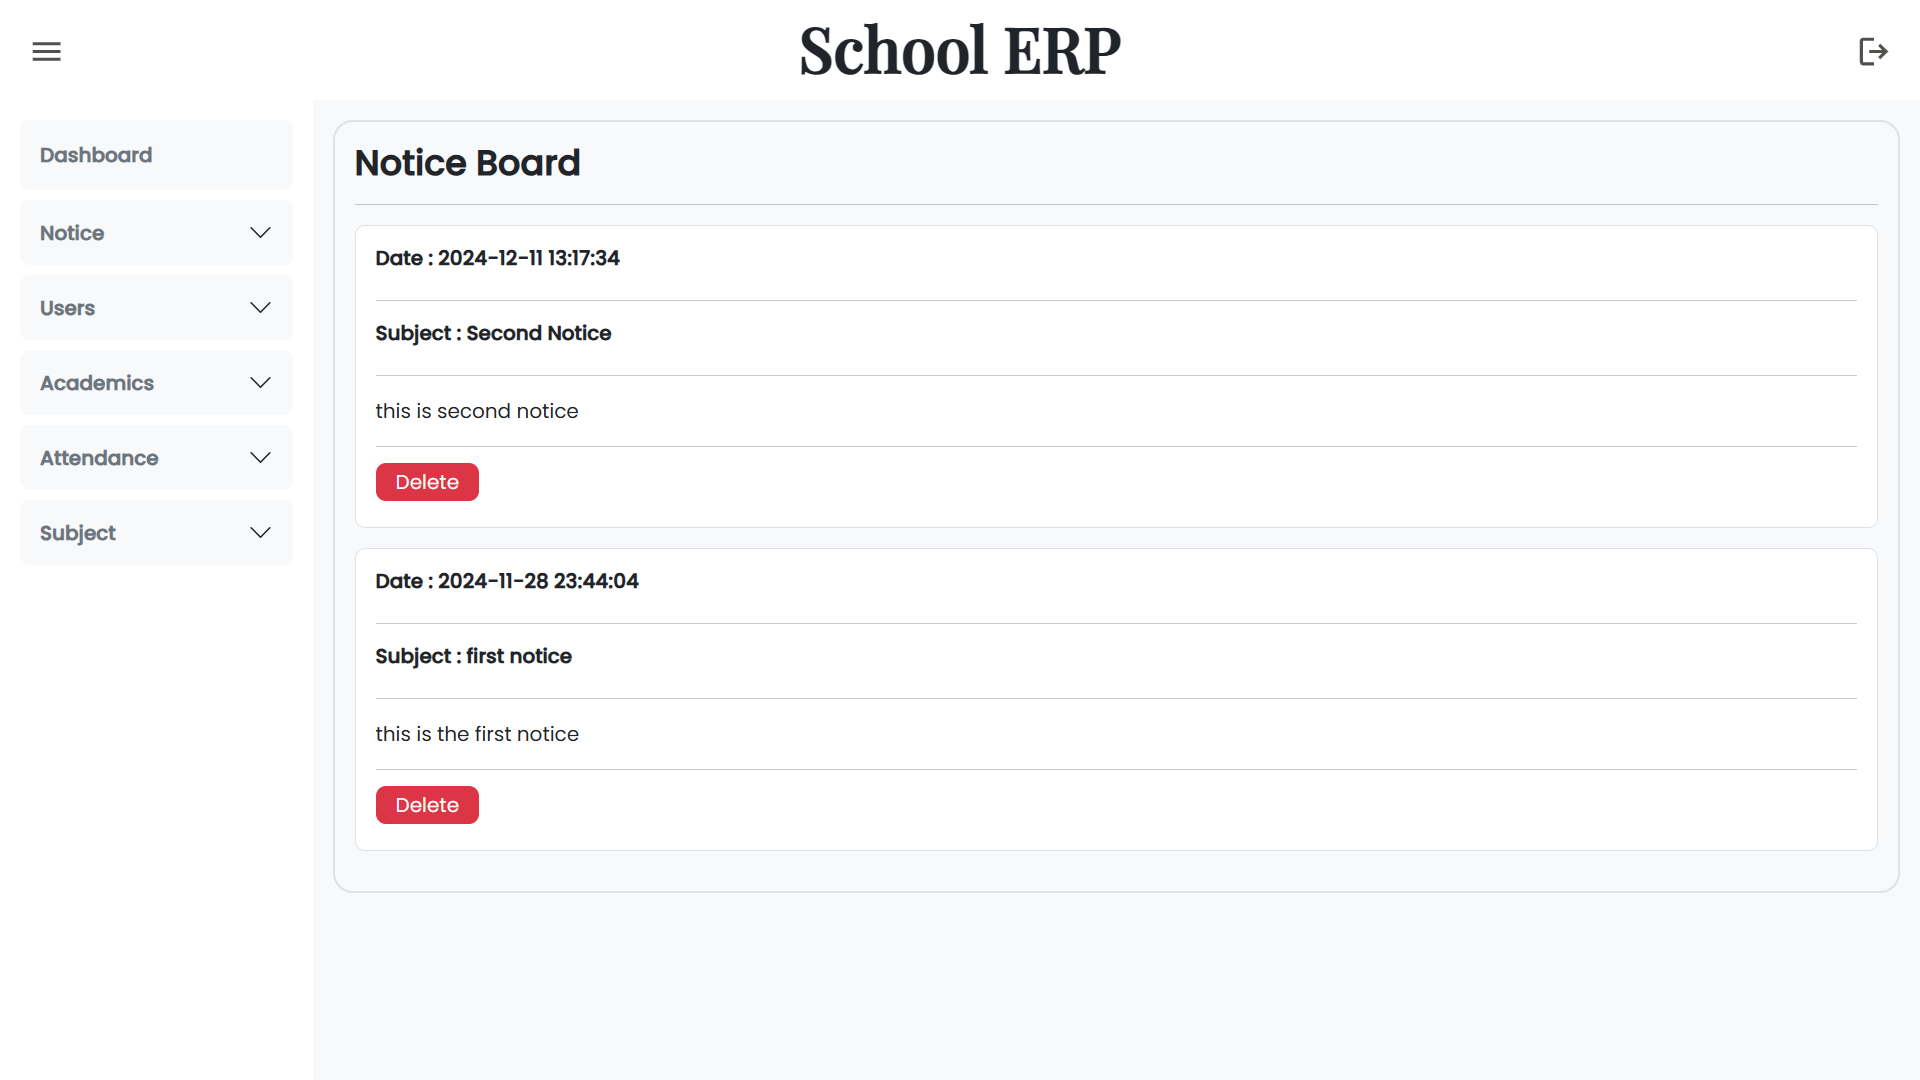 School ERP
Dashboard
Notice
Users
Academics
Attendance
Subject
Notice Board
Date : 2024-12-11 13:17:34
Subject : Second Notice
this is second notice
Delete
Date : 2024-11-28 23:44:04
Subject : first notice
this is the first notice
Delete